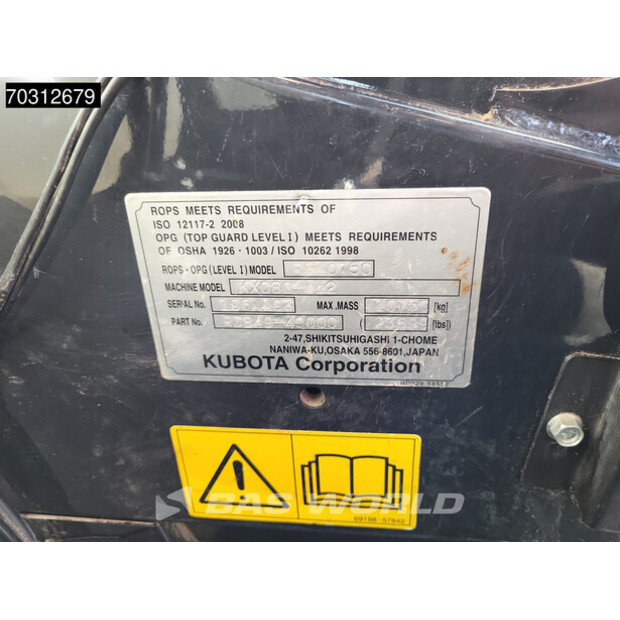 70312679
ROPS MEETS REQUIREMENTS OF
ISO 12117-2 2008
OPG (TOP GUARD LEVEL I) MEETS REQUIREMENTS
OF OSHA 1926・1003 / ISO 10262 1998
ROPS・OPG (LEVEL I) MODEL
MACHINE MODEL
SERIAL No. MAX.MASS [kg]
PART No. [lbs]
2-47,SHIKITSUHIGASHI 1-CHOME
NANIWA-KU,OSAKA 556-8601,JAPAN
KUBOTA Corporation
BAS WORLD
69198-57842